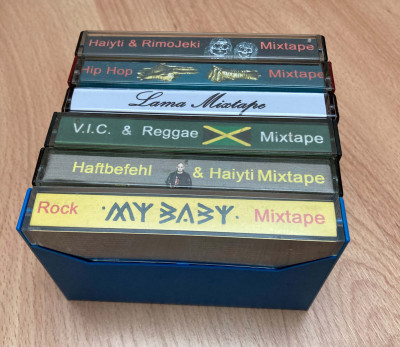 Haiyti & RimoJeki Mixtape
Hip Hop Mixtape
Lama Mixtape
V.I.C. & Reggae Mixtape
Haftbefehl & Haiyti Mixtape
Rock ·MY BABY· Mixtape